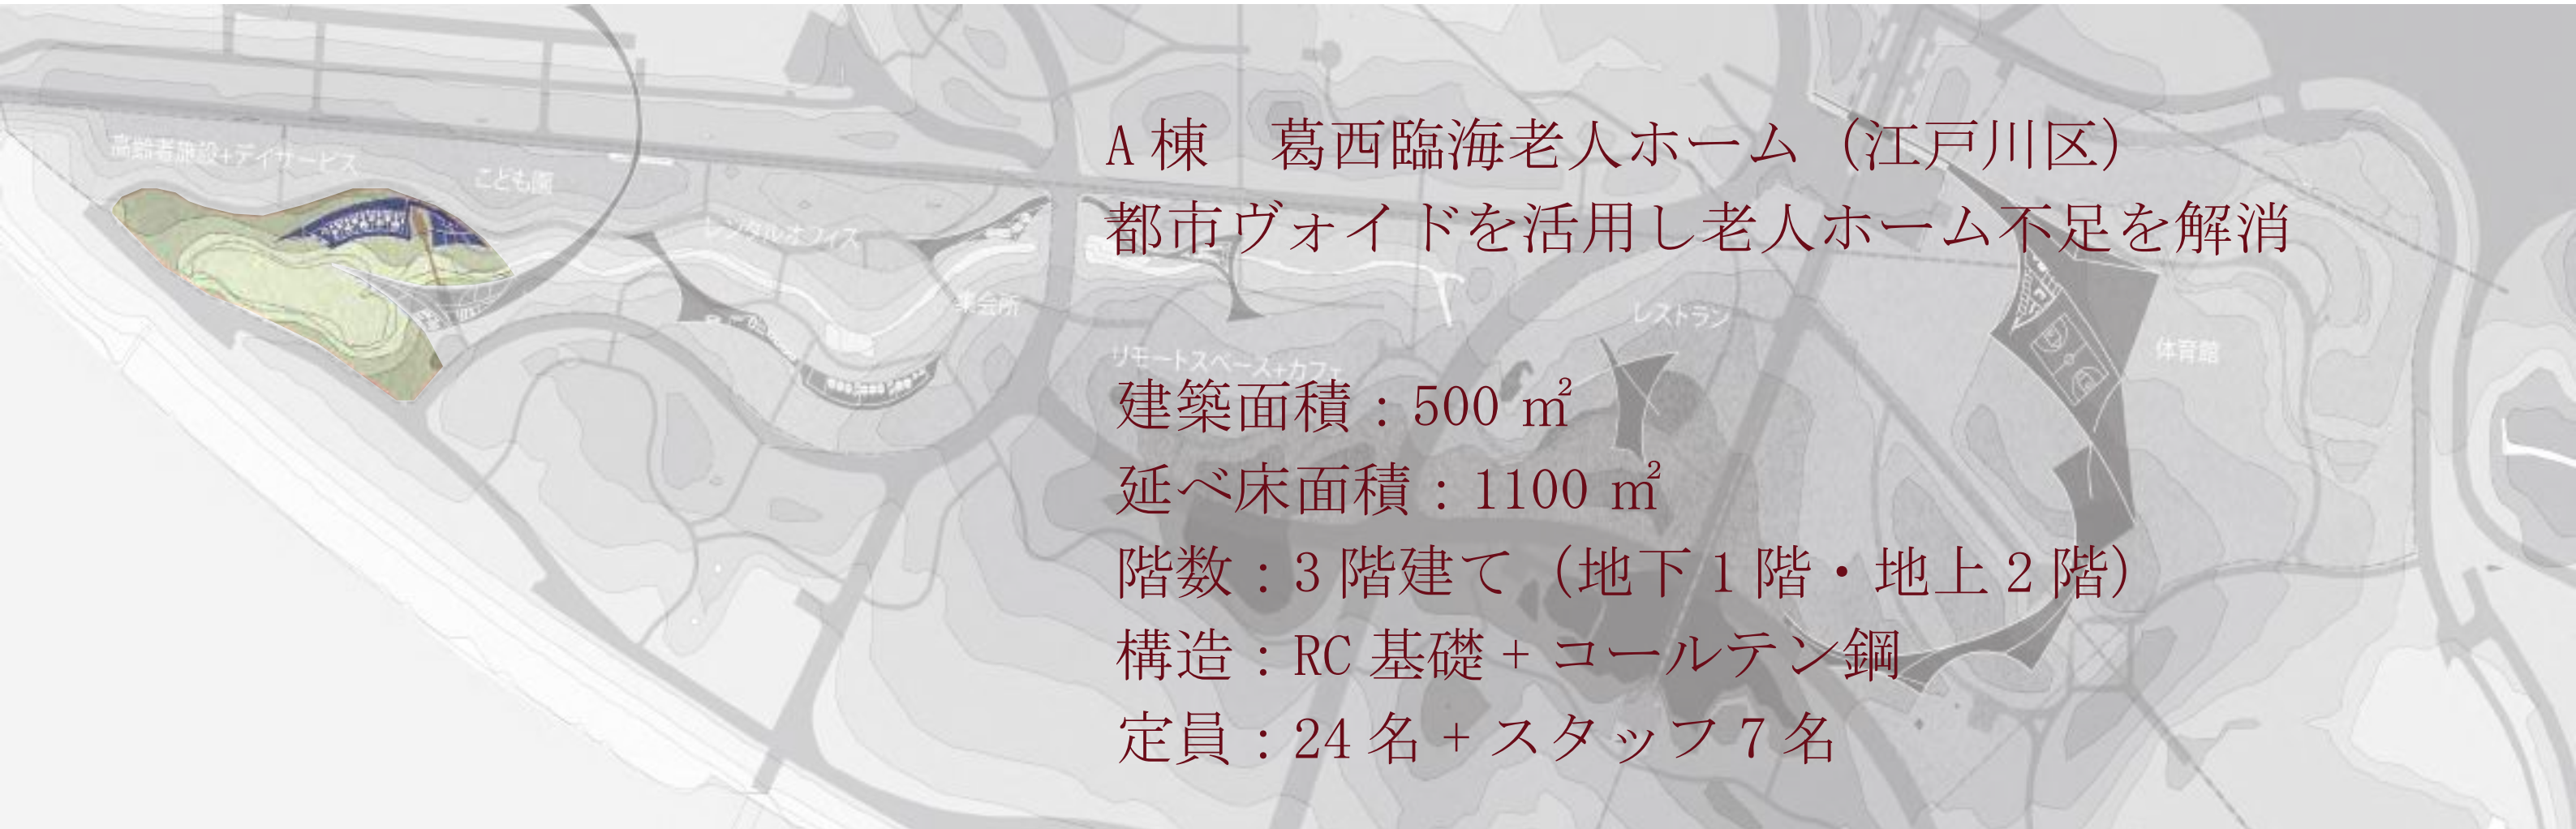 A棟　葛西臨海老人ホーム（江戸川区）
都市ヴォイドを活用し老人ホーム不足を解消
高齢者施設+デイサービス
こども園
レンタルオフィス
集会所
リモートスペース+カフェ
レストラン
体育館
建築面積：500 ㎡
延べ床面積：1100 ㎡
階数：3階建て（地下1階・地上2階）
構造：RC基礎+コールテン鋼
定員：24名+スタッフ7名